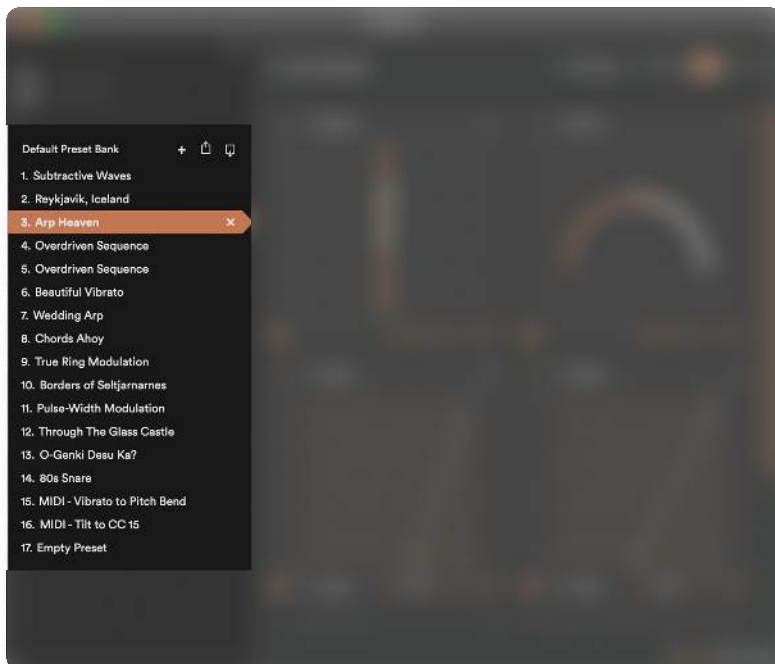 Default Preset Bank +
1. Subtractive Waves
2. Reykjavik, Iceland
3. Arp Heaven ×
4. Overdriven Sequence
5. Overdriven Sequence
6. Beautiful Vibrato
7. Wedding Arp
8. Chords Ahoy
9. True Ring Modulation
10. Borders of Seltjarnarnes
11. Pulse-Width Modulation
12. Through The Glass Castle
13. O-Genki Desu Ka?
14. 80s Snare
15. MIDI - Vibrato to Pitch Bend
16. MIDI - Tilt to CC 15
17. Empty Preset